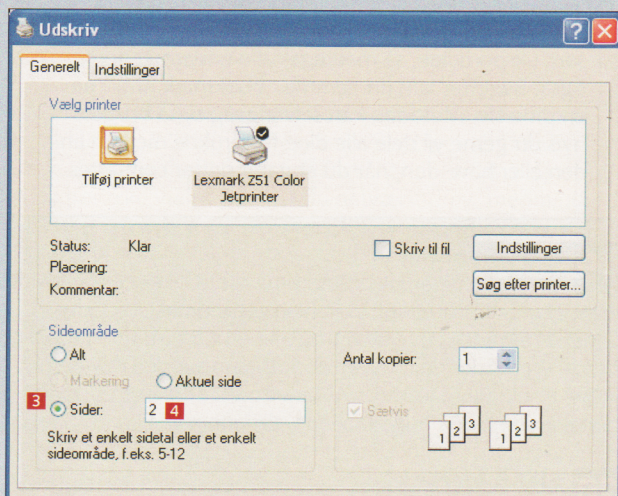 Udskriv
Generelt Indstillinger
Vælg printer
Tilføj printer
Lexmark Z51 Color
Jetprinter
Status: Klar
Placering:
Kommentar:
Skriv til fil
Indstillinger
Søg efter printer...
Sideområde
Alt
Markering Aktuel side
3 Sider: 2 4
Skriv et enkelt sidetal eller et enkelt
sideområde, f.eks. 5-12
Antal kopier: 1
Sætvis
1 2 3 1 2 3